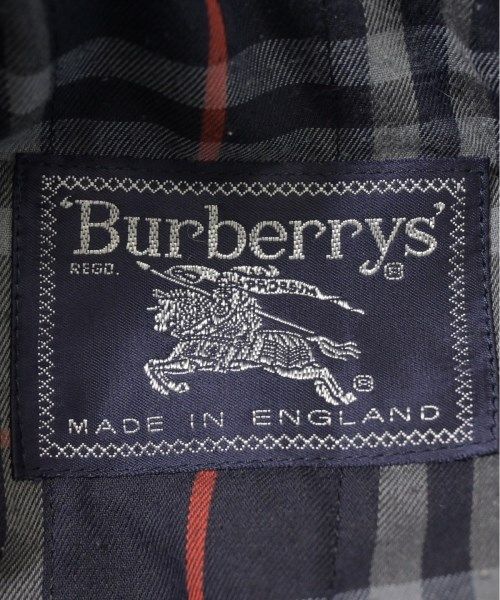 'Burberrys'
REGD. ®
PRORSUM
®
MADE IN ENGLAND